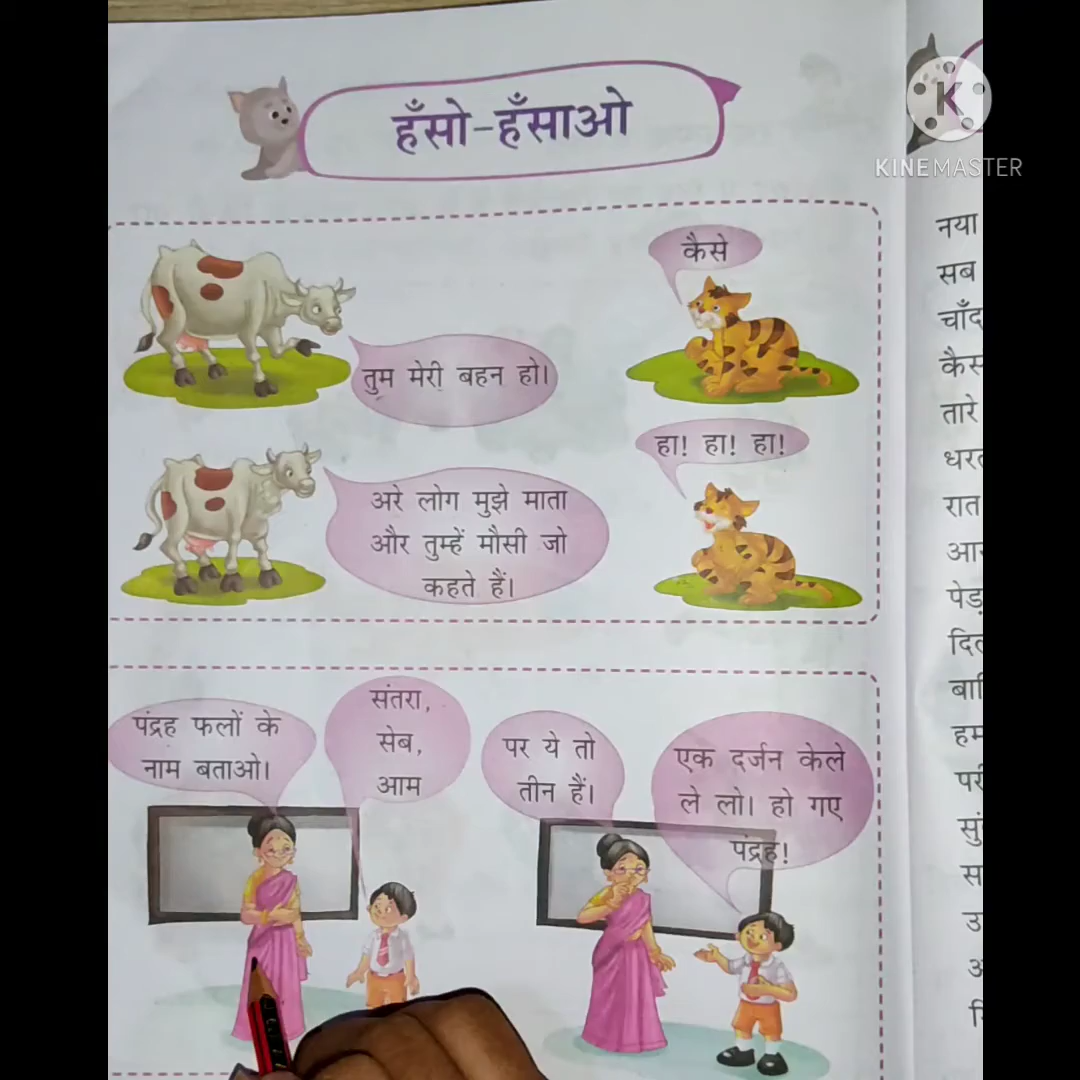 हँसो-हँसाओ
कैसे
तुम मेरी बहन हो।
हा! हा! हा!
अरे लोग मुझे माता
और तुम्हें मौसी जो
कहते हैं।
पंद्रह फलों के
नाम बताओ।
संतरा,
सेब,
आम
पर ये तो
तीन हैं।
एक दर्जन केले
ले लो। हो गए
पंद्रह!
K
KINEMASTER
नया
सब
तारे
रात